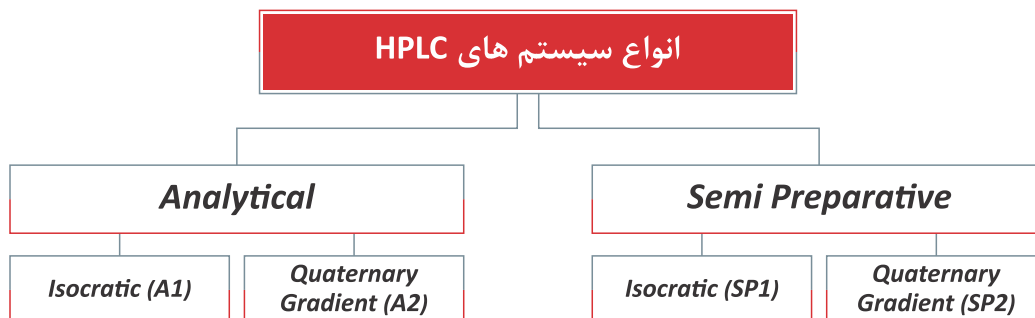 انواع سیستم های HPLC
Analytical
Semi Preparative
Isocratic (A1)
Quaternary
Gradient (A2)
Isocratic (SP1)
Quaternary
Gradient (SP2)